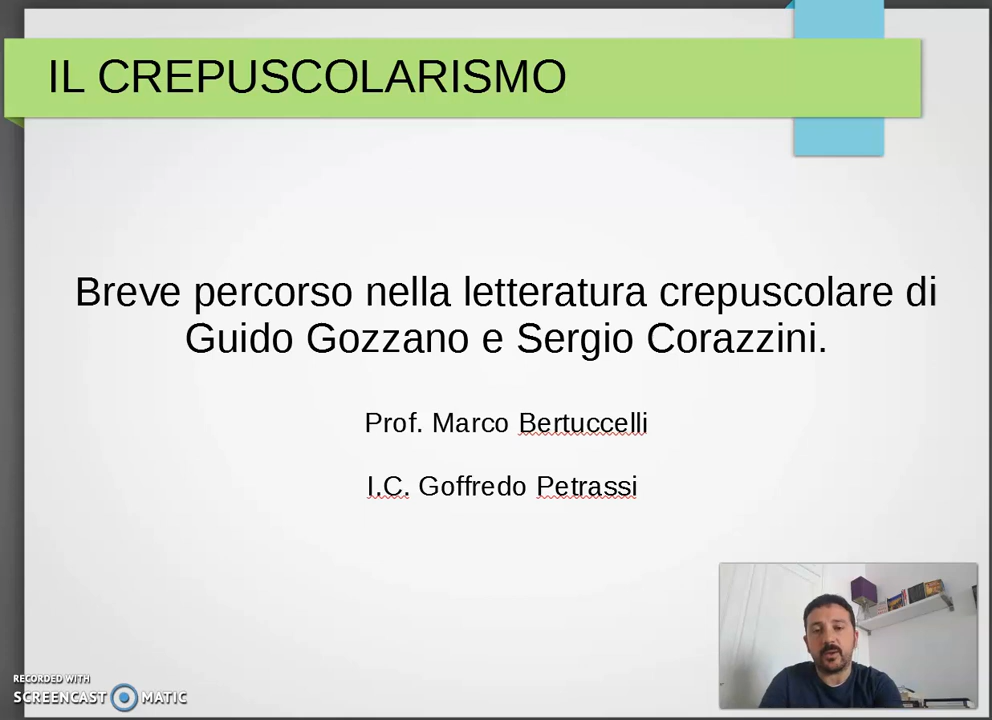 IL CREPUSCOLARISMO
Breve percorso nella letteratura crepuscolare di
Guido Gozzano e Sergio Corazzini.
Prof. Marco Bertuccelli
I.C. Goffredo Petrassi
RECORDED WITH
SCREENCAST MATIC